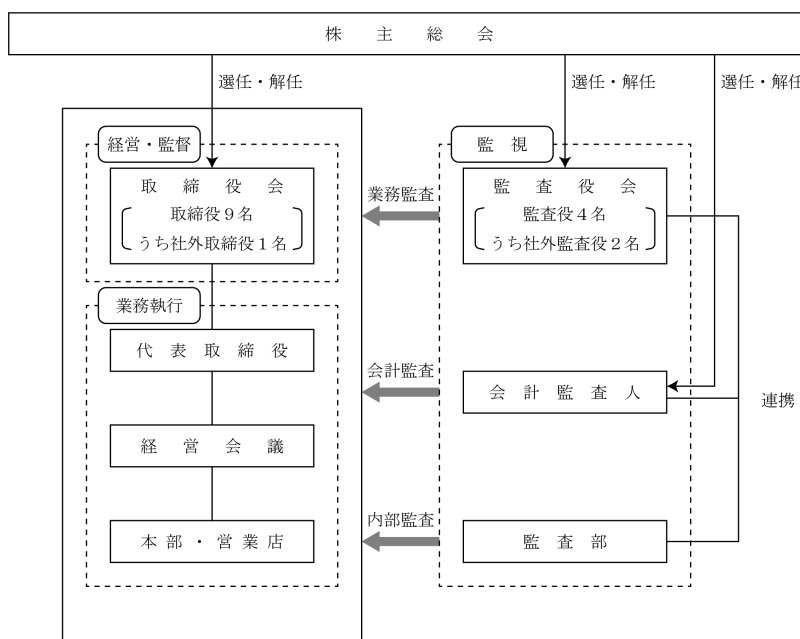 株主総会
選任・解任
選任・解任
選任・解任
経営・監督
監視
取締役会
取締役9名
うち社外取締役1名
業務監査
監査役会
監査役4名
うち社外監査役2名
業務執行
代表取締役
会計監査
会計監査人
連携
経営会議
内部監査
本部・営業店
監査部